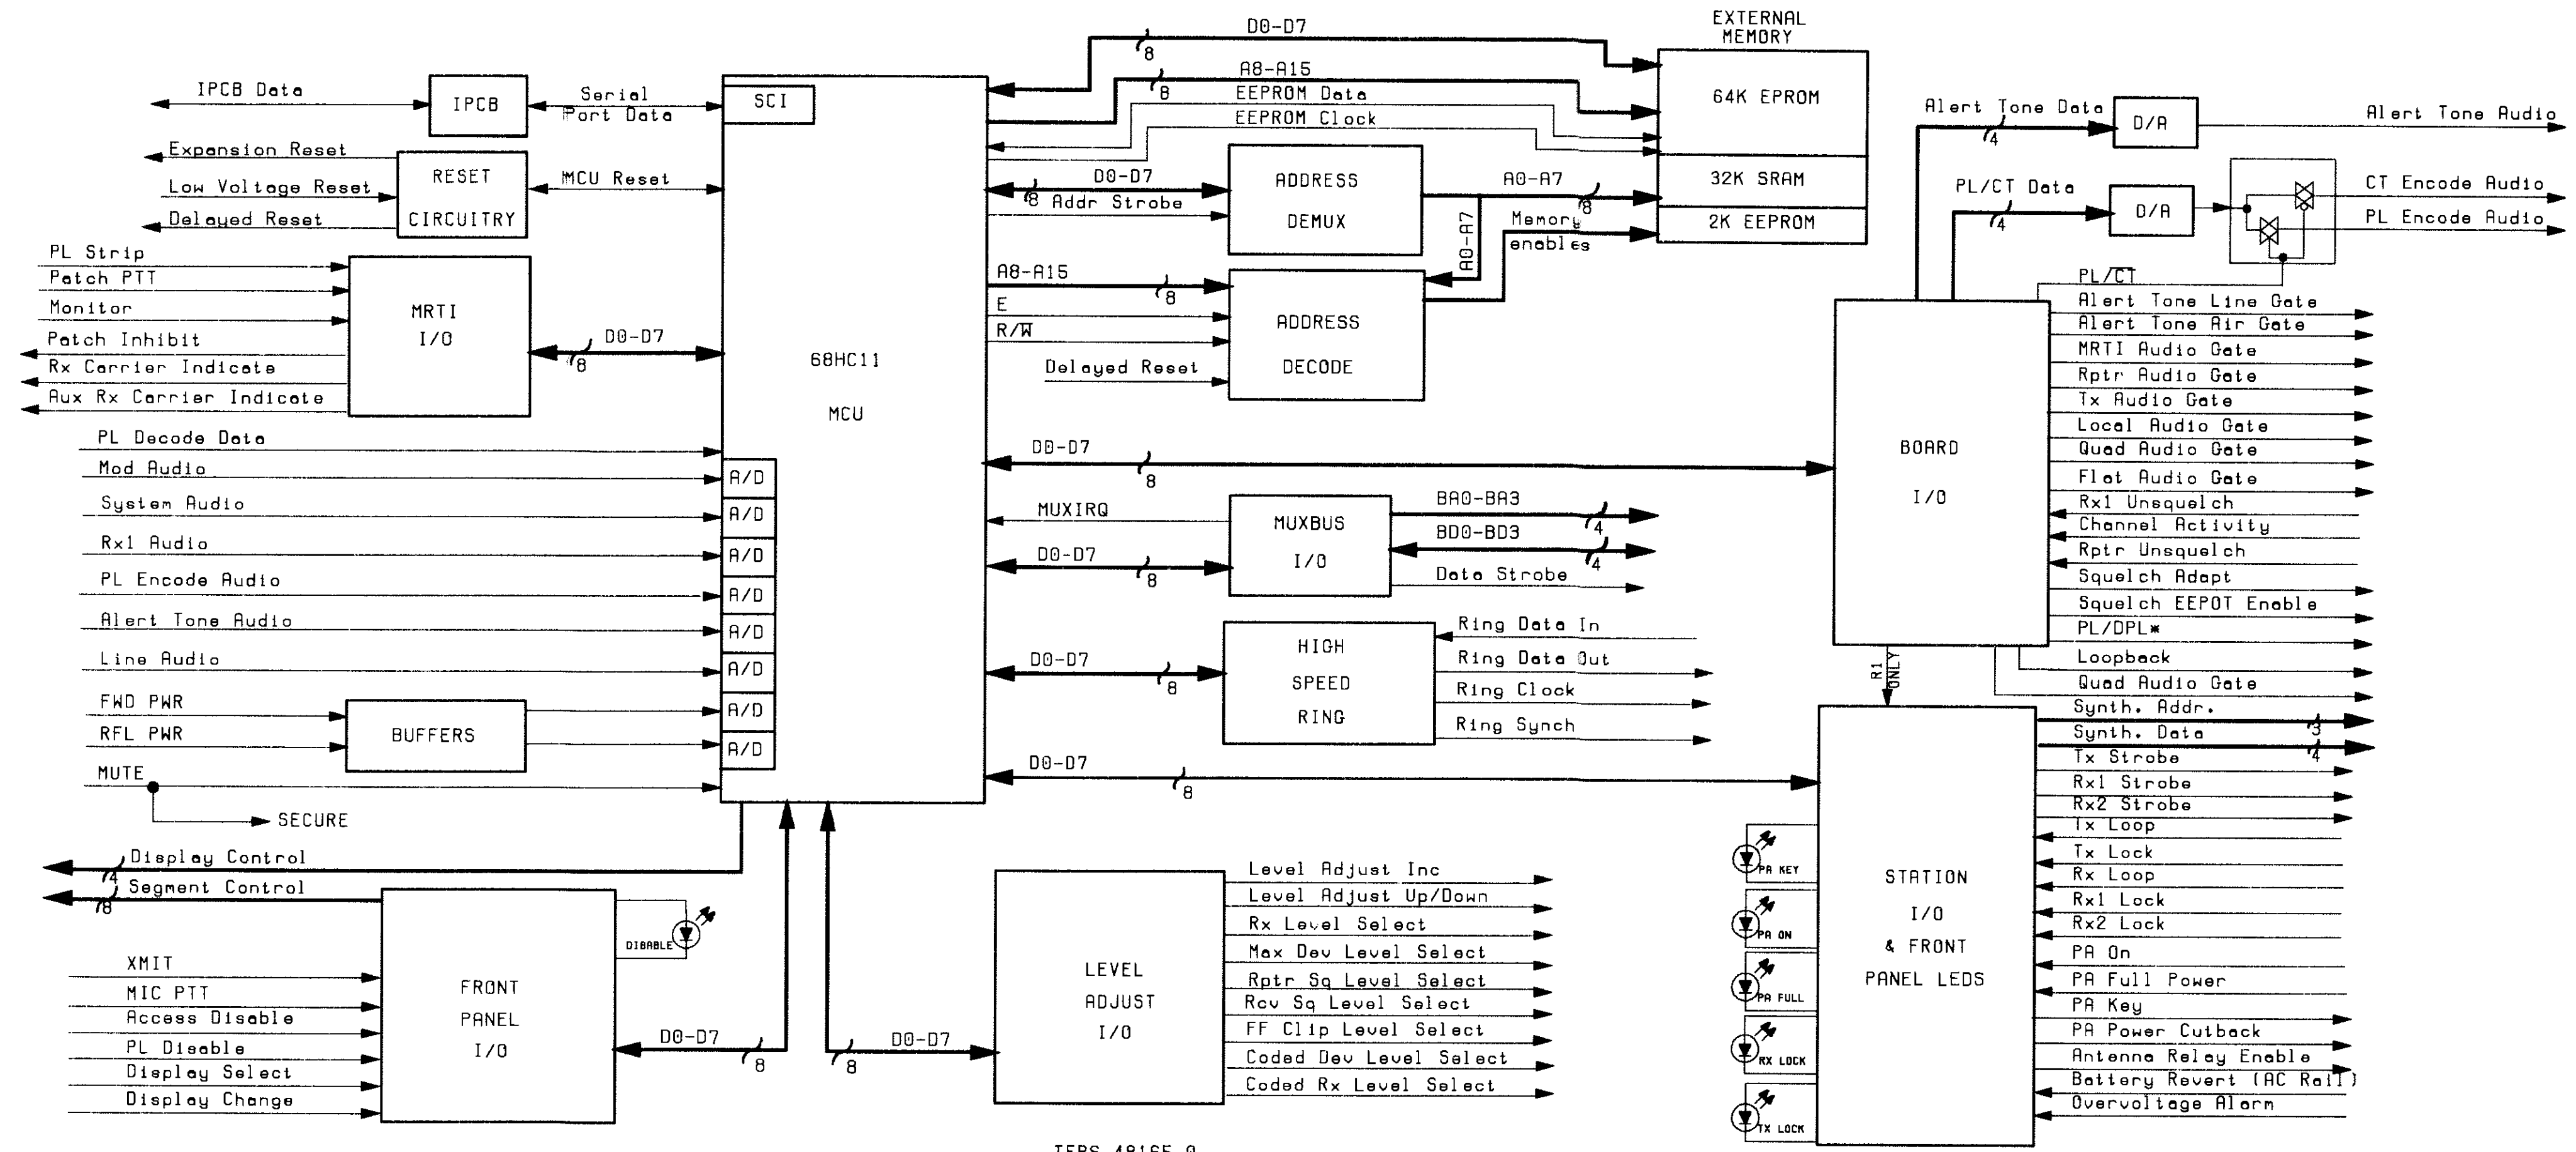 EXTERNAL
MEMORY
D0-D7
8
A8-A15
8
EEPROM Data
EEPROM Clock
64K EPROM
32K SRAM
2K EEPROM
IPCB Data
IPCB
Serial
Port Data
SCI
Expansion Reset
Low Voltage Reset
Delayed Reset
RESET
CIRCUITRY
MCU Reset
D0-D7
8
Addr Strobe
ADDRESS
DEMUX
A0-A7
8
A0-A7
Memory
enables
PL Strip
Patch PTT
Monitor
Patch Inhibit
Rx Carrier Indicate
Aux Rx Carrier Indicate
MRTI
I/O
D0-D7
8
68HC11
MCU
A8-A15
8
E
R/W
Delayed Reset
ADDRESS
DECODE
PL Decode Data
Mod Audio
System Audio
Rx1 Audio
PL Encode Audio
Alert Tone Audio
Line Audio
FWD PWR
RFL PWR
BUFFERS
MUTE
SECURE
A/D
A/D
A/D
A/D
A/D
A/D
A/D
A/D
D0-D7
8
MUXIRQ
D0-D7
8
MUXBUS
I/O
BA0-BA3
4
BD0-BD3
4
Data Strobe
D0-D7
8
HIGH
SPEED
RING
Ring Data In
Ring Data Out
Ring Clock
Ring Synch
D0-D7
8
Display Control
4
Segment Control
8
DISABLE
XMIT
MIC PTT
Access Disable
PL Disable
Display Select
Display Change
FRONT
PANEL
I/O
D0-D7
8
8
D0-D7
LEVEL
ADJUST
I/O
Level Adjust Inc
Level Adjust Up/Down
Rx Level Select
Max Dev Level Select
Rptr Sq Level Select
Rcv Sq Level Select
FF Clip Level Select
Coded Dev Level Select
Coded Rx Level Select
Alert Tone Data
4
D/A
Alert Tone Audio
PL/CT Data
4
D/A
CT Encode Audio
PL Encode Audio
PL/CT
BOARD
I/O
Alert Tone Line Gate
Alert Tone Air Gate
MRTI Audio Gate
Rptr Audio Gate
Tx Audio Gate
Local Audio Gate
Quad Audio Gate
Flat Audio Gate
Rx1 Unsquelch
Channel Activity
Rptr Unsquelch
Squelch Adapt
Squelch EEPOT Enable
PL/DPL*
Loopback
Quad Audio Gate
R1
ONLY
STATION
I/O
& FRONT
PANEL LEDS
PA KEY
PA ON
PA FULL
RX LOCK
TX LOCK
Synth. Addr.
3
Synth. Data
4
Tx Strobe
Rx1 Strobe
Rx2 Strobe
Tx Loop
Tx Lock
Rx Loop
Rx1 Lock
Rx2 Lock
PA On
PA Full Power
PA Key
PA Power Cutback
Antenna Relay Enable
Battery Revert (AC Rail)
Overvoltage Alarm